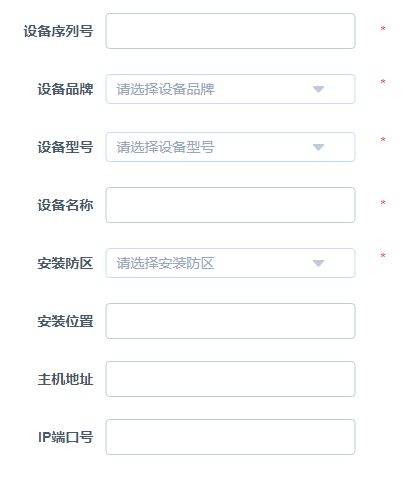 设备序列号 *
设备品牌 请选择设备品牌 *
设备型号 请选择设备型号 *
设备名称 *
安装防区 请选择安装防区 *
安装位置
主机地址
IP端口号